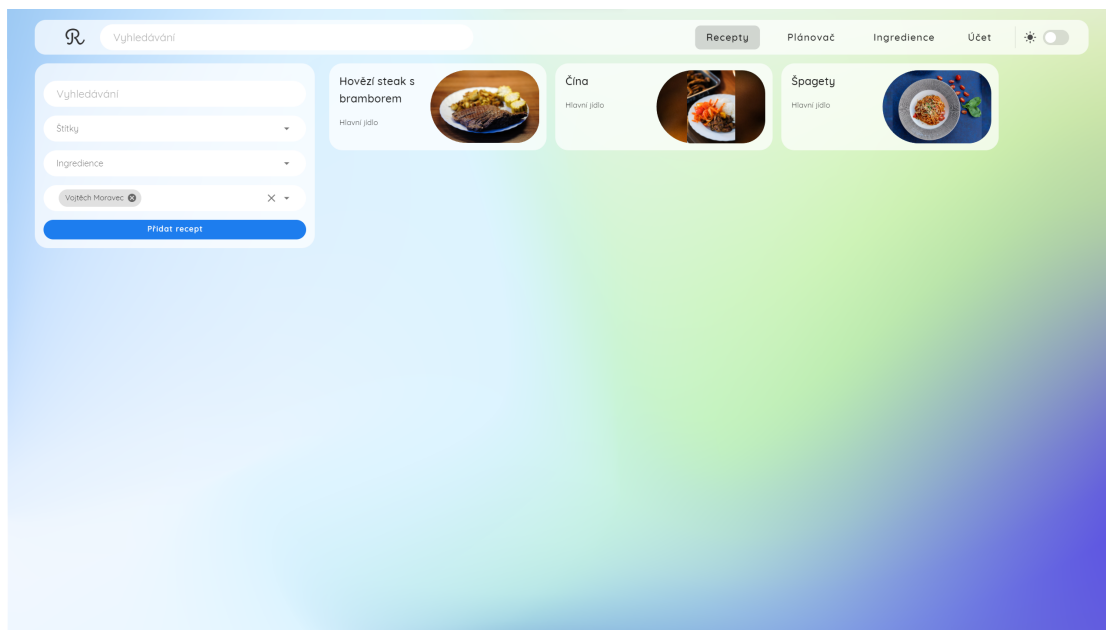 R
Vyhledávání
Recepty
Plánovač
Ingredience
Účet
Vyhledávání
Štítky
Ingredience
Vojtěch Moravec
Přidat recept
Hovězí steak s
bramborem
Hlavní jídlo
Čína
Hlavní jídlo
Špagety
Hlavní jídlo